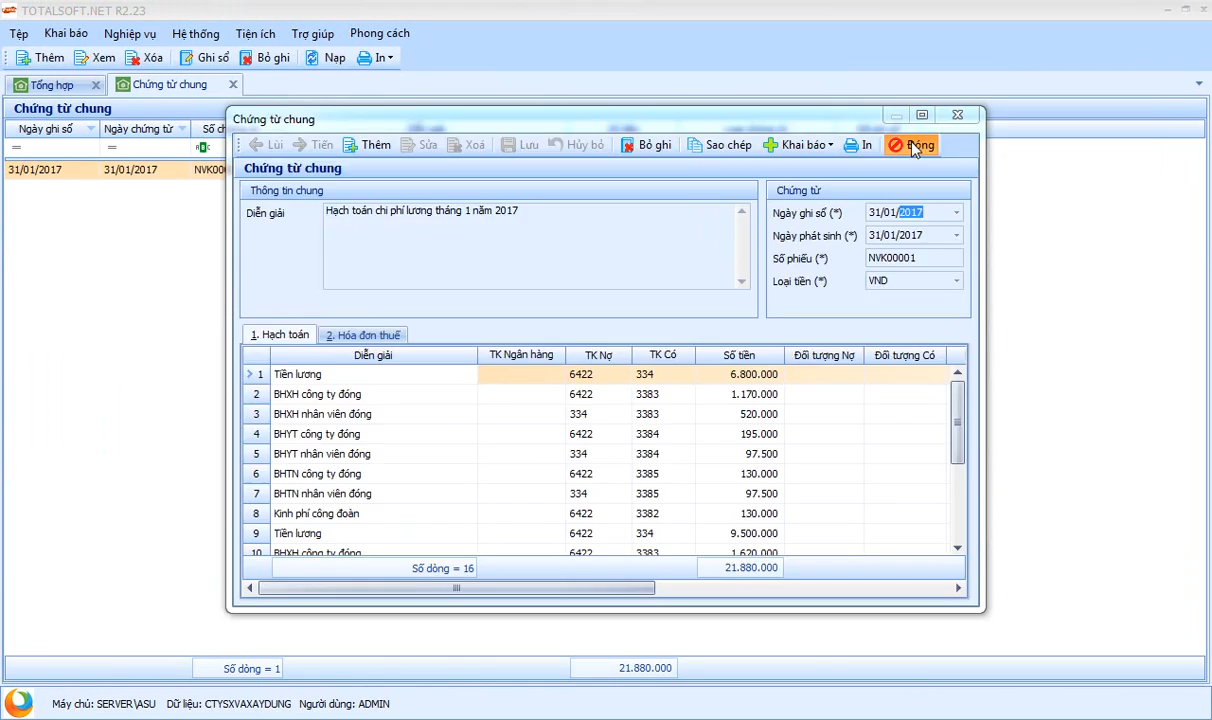 TOTALSOFT.NET R2.23
Tệp Khai báo Nghiệp vụ Hệ thống Tiện ích Trợ giúp Phong cách
Thêm Xem Xóa Ghi sổ Bỏ ghi Nạp In
Tổng hợp Chứng từ chung
Chứng từ chung
Ngày ghi sổ Ngày chứng từ
= =
31/01/2017 31/01/2017
Chứng từ chung
Lùi Tiến Thêm Sửa Xoá Lưu Hủy bỏ Bỏ ghi Sao chép Khai báo In Đóng
Chứng từ chung
Thông tin chung
Diễn giải
Hạch toán chi phí lương tháng 1 năm 2017
Chứng từ
Ngày ghi sổ (*) 31/01/2017
Ngày phát sinh (*) 31/01/2017
Số phiếu (*) NVK00001
Loại tiền (*) VND
1. Hạch toán 2. Hóa đơn thuế
Diễn giải TK Ngân hàng TK Nợ TK Có Số tiền Đối tượng Nợ Đối tượng Có
1 Tiền lương 6422 334 6.800.000
2 BHXH công ty đóng 6422 3383 1.170.000
3 BHXH nhân viên đóng 334 3383 520.000
4 BHYT công ty đóng 6422 3384 195.000
5 BHYT nhân viên đóng 334 3384 97.500
6 BHTN công ty đóng 6422 3385 130.000
7 BHTN nhân viên đóng 334 3385 97.500
8 Kinh phí công đoàn 6422 3382 130.000
9 Tiền lương 6422 334 9.500.000
10 BHXH công ty đóng 6422 3383 1.620.000
Số dòng = 16 21.880.000
Số dòng = 1 21.880.000
Máy chủ: SERVER\ASU Dữ liệu: CTYSXVAXAYDUNG Người dùng: ADMIN